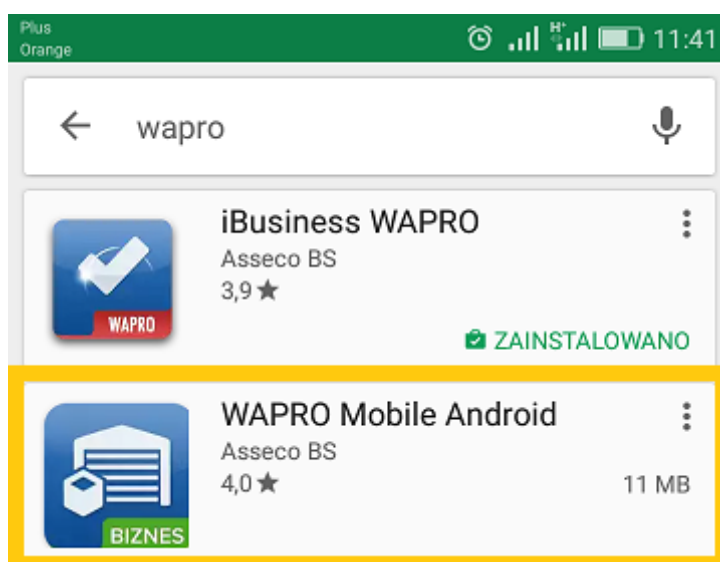 Plus
Orange
H+
11:41
wapro
iBusiness WAPRO
Asseco BS
3,9★
WAPRO
ZAINSTALOWANO
WAPRO Mobile Android
Asseco BS
4,0★
11 MB
BIZNES